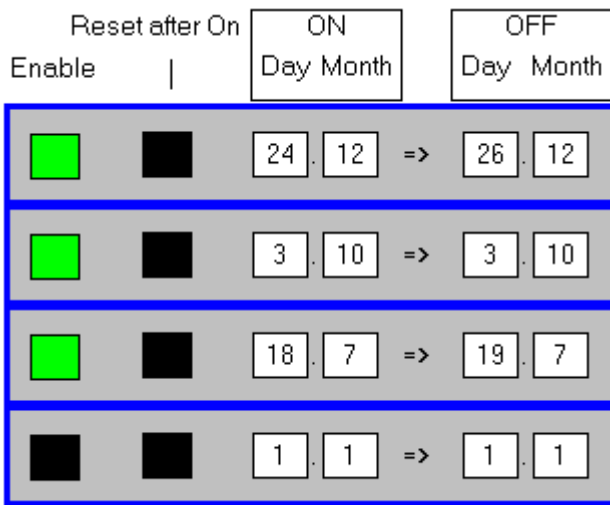 Reset after On ON OFF
Enable | Day Month Day Month
24 . 12 => 26 . 12
3 . 10 => 3 . 10
18 . 7 => 19 . 7
1 . 1 => 1 . 1